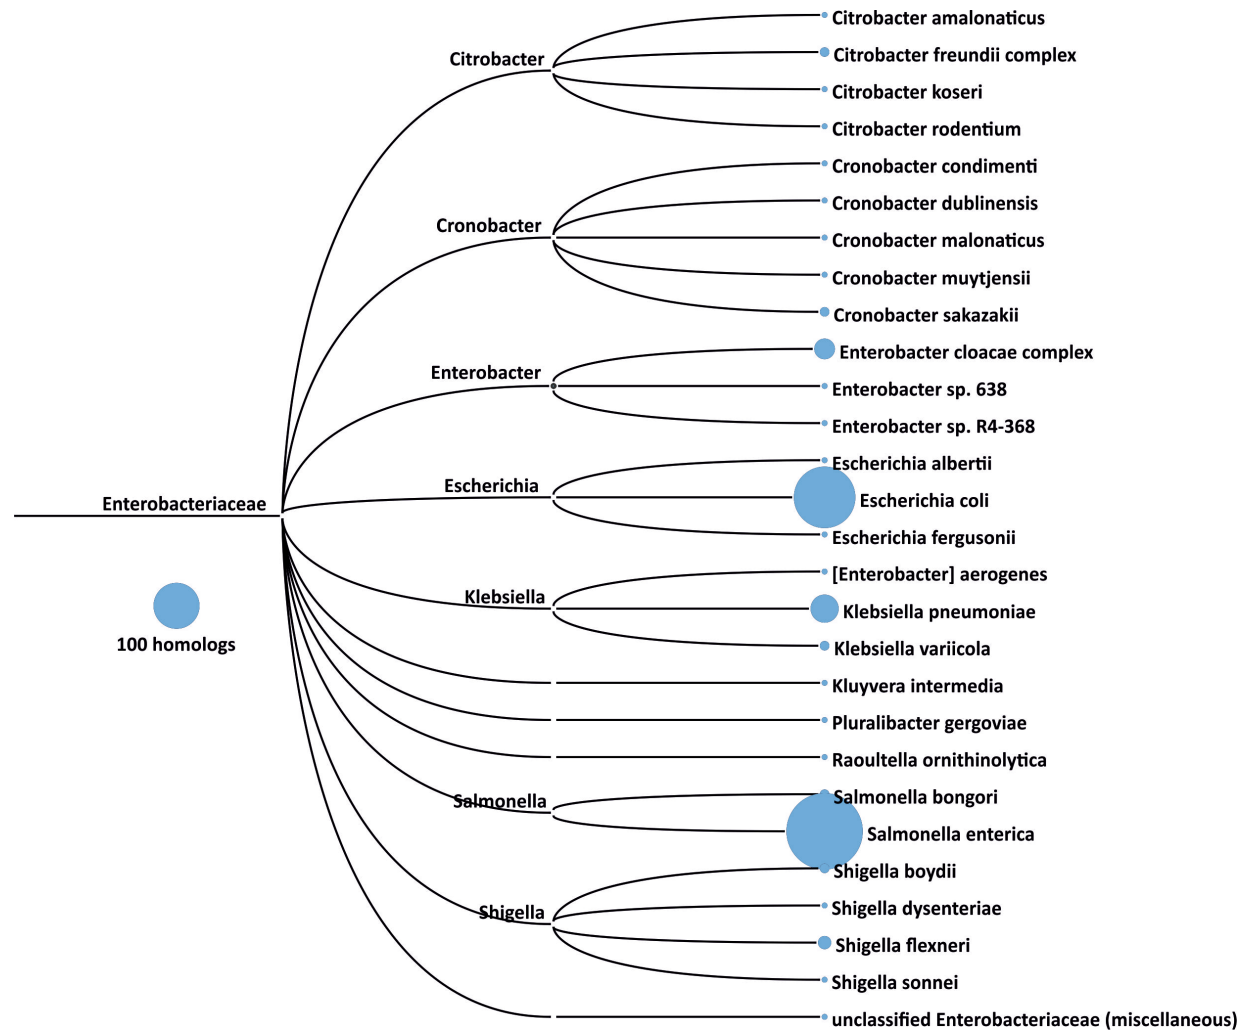 Citrobacter amalonaticus
Citrobacter
Citrobacter freundii complex
Citrobacter koseri
Citrobacter rodentium
Cronobacter condimenti
Cronobacter dublinensis
Cronobacter
Cronobacter malonaticus
Cronobacter muytjensii
Cronobacter sakazakii
Enterobacter cloacae complex
Enterobacter
Enterobacter sp. 638
Enterobacter sp. R4-368
Escherichia albertii
Escherichia
Escherichia coli
Enterobacteriaceae
Escherichia fergusonii
[Enterobacter] aerogenes
Klebsiella
Klebsiella pneumoniae
100 homologs
Klebsiella variicola
Kluyvera intermedia
Pluralibacter gergoviae
Raoultella ornithinolytica
Salmonella bongori
Salmonella
Salmonella enterica
Shigella boydii
Shigella dysenteriae
Shigella
Shigella flexneri
Shigella sonnei
unclassified Enterobacteriaceae (miscellaneous)